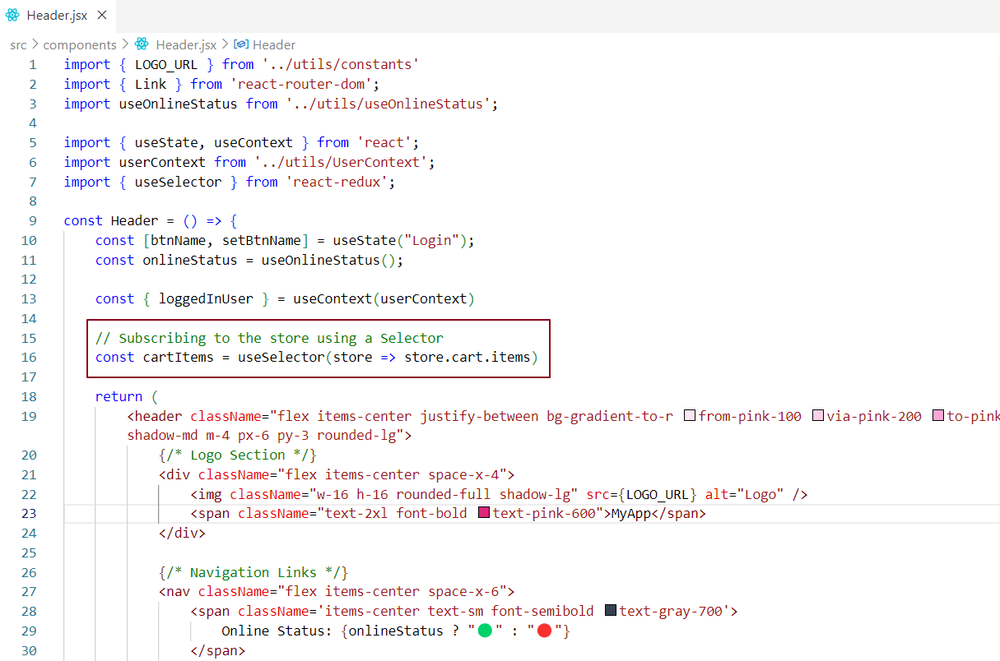 Header.jsx ×
src > components > Header.jsx > Header
1 import { LOGO_URL } from '../utils/constants'
2 import { Link } from 'react-router-dom';
3 import useOnlineStatus from '../utils/useOnlineStatus';
4
5 import { useState, useContext } from 'react';
6 import userContext from '../utils/UserContext';
7 import { useSelector } from 'react-redux';
8
9 const Header = () => {
10 const [btnName, setBtnName] = useState("Login");
11 const onlineStatus = useOnlineStatus();
12
13 const { loggedInUser } = useContext(userContext)
14
15 // Subscribing to the store using a Selector
16 const cartItems = useSelector(store => store.cart.items)
17
18 return (
19 <header className="flex items-center justify-between bg-gradient-to-r from-pink-100 via-pink-200 to-pink
shadow-md m-4 px-6 py-3 rounded-lg">
20 {/* Logo Section */}
21 <div className="flex items-center space-x-4">
22 <img className="w-16 h-16 rounded-full shadow-lg" src={LOGO_URL} alt="Logo" />
23 <span className="text-2xl font-bold text-pink-600">MyApp</span>
24 </div>
25
26 {/* Navigation Links */}
27 <nav className="flex items-center space-x-6">
28 <span className='items-center text-sm font-semibold text-gray-700'>
29 Online Status: {onlineStatus ? "🟢" : "🔴"}
30 </span>